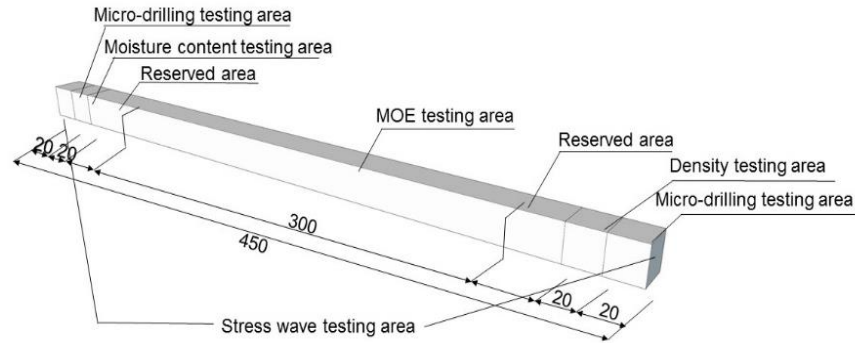 Micro-drilling testing area
Moisture content testing area
Reserved area
MOE testing area
Reserved area
Density testing area
Micro-drilling testing area
20
20
300
450
20
20
Stress wave testing area